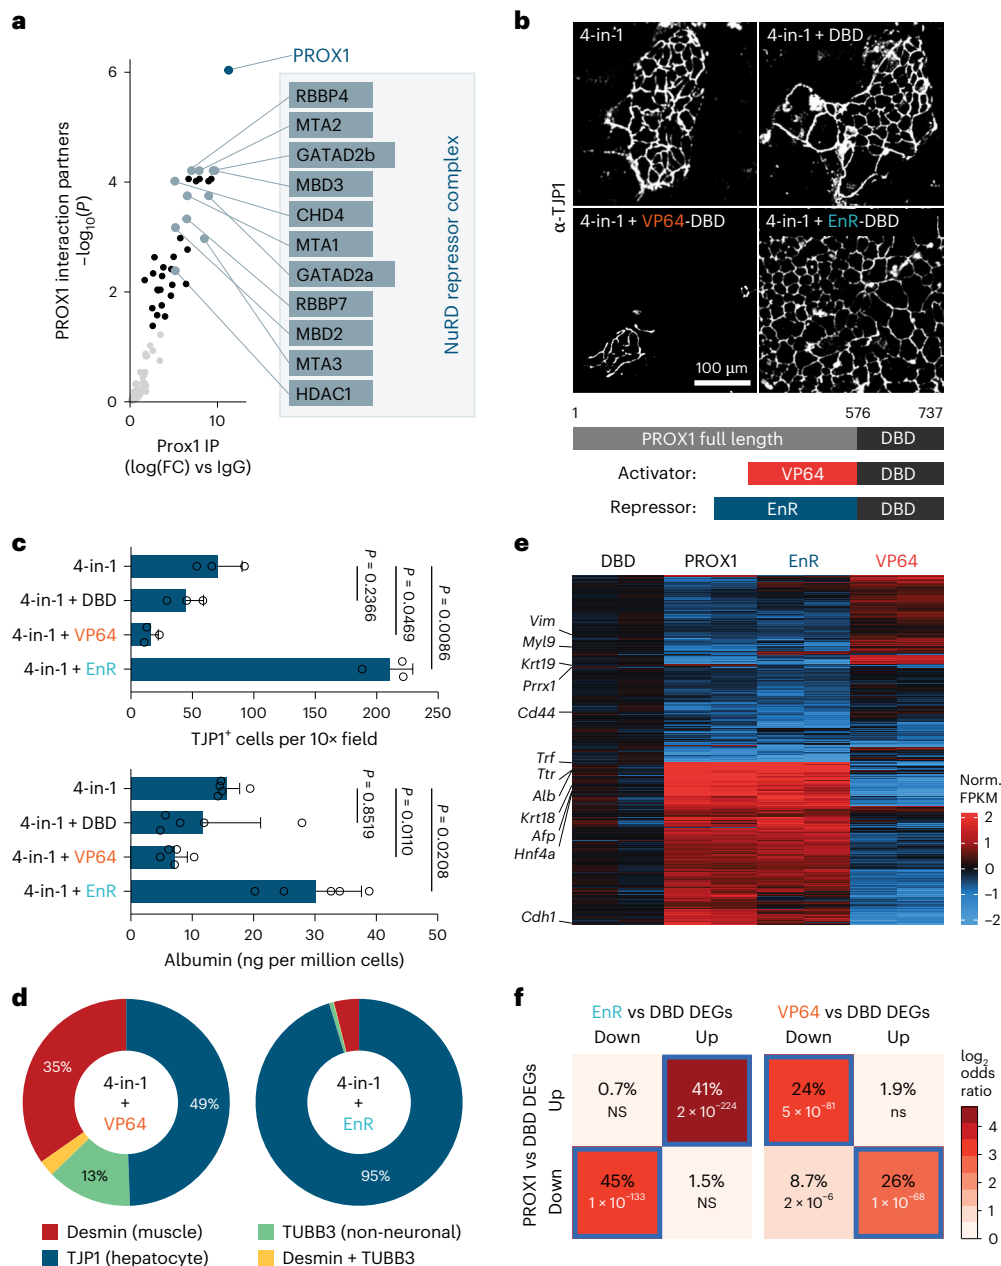 a
PROX1
PROX1 interaction partners
–log10(P)
6
4
2
0
0
10
Prox1 IP
(log(FC) vs IgG)
RBBP4
MTA2
GATAD2b
MBD3
CHD4
MTA1
GATAD2a
RBBP7
MBD2
MTA3
HDAC1
NuRD repressor complex
b
α-TJP1
4-in-1
4-in-1 + DBD
4-in-1 + VP64-DBD
4-in-1 + EnR-DBD
100 μm
1 576 737
PROX1 full length DBD
Activator: VP64 DBD
Repressor: EnR DBD
c
4-in-1
4-in-1 + DBD
4-in-1 + VP64
4-in-1 + EnR
P = 0.2366
P = 0.0469
P = 0.0086
0 50 100 150 200 250
TJP1+ cells per 10× field
4-in-1
4-in-1 + DBD
4-in-1 + VP64
4-in-1 + EnR
P = 0.8519
P = 0.0110
P = 0.0208
0 10 20 30 40 50
Albumin (ng per million cells)
d
35%
49%
13%
4-in-1
+
VP64
4-in-1
+
EnR
95%
Desmin (muscle)
TJP1 (hepatocyte)
TUBB3 (non-neuronal)
Desmin + TUBB3
e
DBD PROX1 EnR VP64
Vim
Myl9
Krt19
Prrx1
Cd44
Trf
Ttr
Alb
Krt18
Afp
Hnf4a
Cdh1
Norm.
FPKM
2
1
0
–1
–2
f
EnR vs DBD DEGs
Down Up
VP64 vs DBD DEGs
Down Up
PROX1 vs DBD DEGs
Up
Down
0.7%
NS
41%
2 × 10–224
24%
5 × 10–81
1.9%
ns
45%
1 × 10–133
1.5%
NS
8.7%
2 × 10–6
26%
1 × 10–68
log2
odds
ratio
4
3
2
1
0